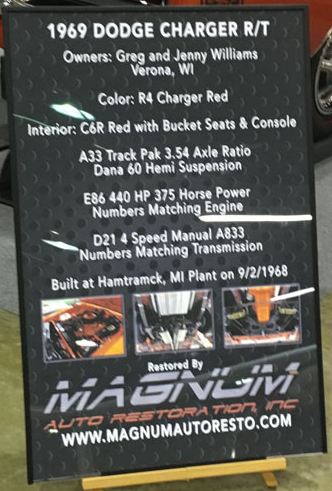 1969 DODGE CHARGER R/T
Owners: Greg and Jenny Williams
Verona, WI
Color: R4 Charger Red
Interior: C6R Red with Bucket Seats & Console
A33 Track Pak 3.54 Axle Ratio
Dana 60 Hemi Suspension
E86 440 HP 375 Horse Power
Numbers Matching Engine
D21 4 Speed Manual A833
Numbers Matching Transmission
Built at Hamtramck, MI Plant on 9/2/1968
Restored By
MAGNUM
AUTO RESTORATION, INC
WWW.MAGNUMAUTORESTO.COM